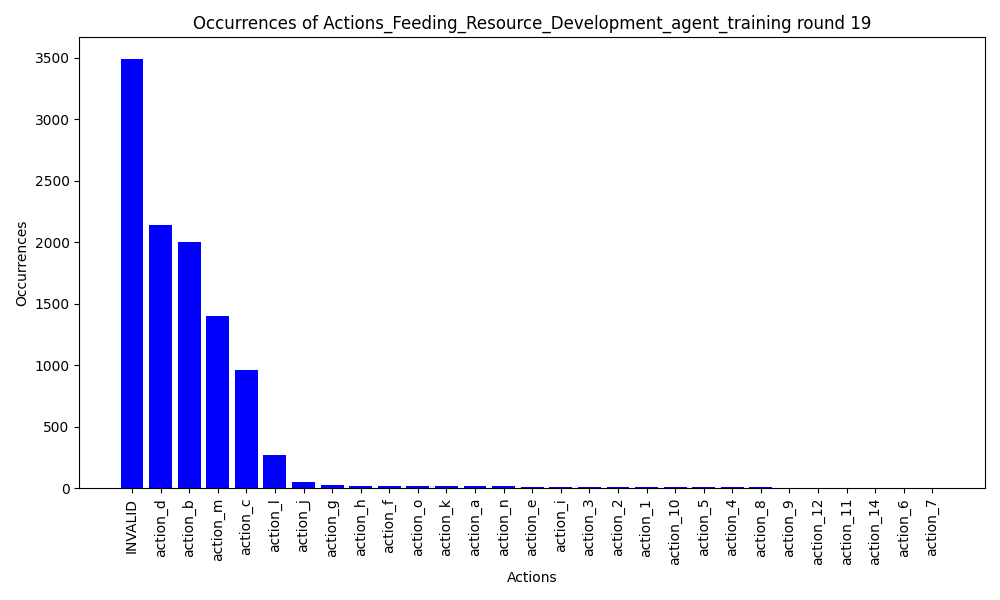 Occurrences of Actions_Feeding_Resource_Development_agent_training round 19
3500
3000
2500
2000
1500
1000
500
0
Occurrences
INVALID
action_d
action_b
action_m
action_c
action_l
action_j
action_g
action_h
action_f
action_o
action_k
action_a
action_n
action_e
action_i
action_3
action_2
action_1
action_10
action_5
action_4
action_8
action_9
action_12
action_11
action_14
action_6
action_7
Actions